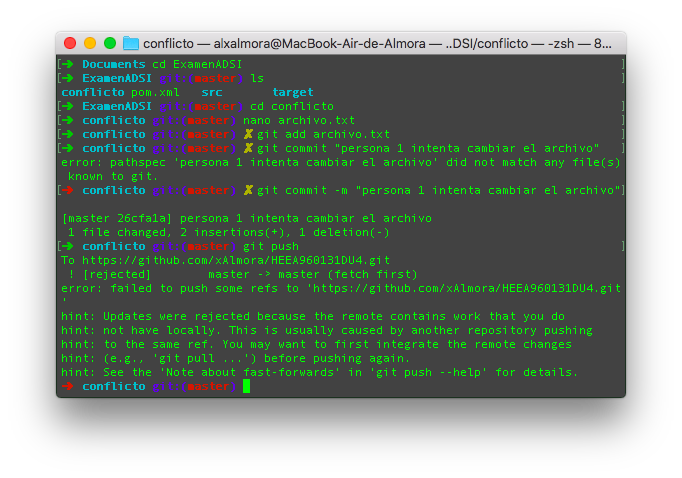 conflicto — alxalmora@MacBook-Air-de-Almora — ..DSI/conflicto — -zsh — 8...
[➜ Documents cd ExamenADSI ]
[➜ ExamenADSI git:(master) ls ]
conflicto pom.xml src target
[➜ ExamenADSI git:(master) cd conflicto ]
[➜ conflicto git:(master) nano archivo.txt ]
[➜ conflicto git:(master) ✗ git add archivo.txt ]
[➜ conflicto git:(master) ✗ git commit "persona 1 intenta cambiar el archivo" ]
error: pathspec 'persona 1 intenta cambiar el archivo' did not match any file(s)
known to git.
[➜ conflicto git:(master) ✗ git commit -m "persona 1 intenta cambiar el archivo"]
[master 26cfa1a] persona 1 intenta cambiar el archivo
1 file changed, 2 insertions(+), 1 deletion(-)
[➜ conflicto git:(master) git push ]
To https://github.com/xAlmora/HEEA960131DU4.git
! [rejected] master -> master (fetch first)
error: failed to push some refs to 'https://github.com/xAlmora/HEEA960131DU4.git
'
hint: Updates were rejected because the remote contains work that you do
hint: not have locally. This is usually caused by another repository pushing
hint: to the same ref. You may want to first integrate the remote changes
hint: (e.g., 'git pull ...') before pushing again.
hint: See the 'Note about fast-forwards' in 'git push --help' for details.
➜ conflicto git:(master)